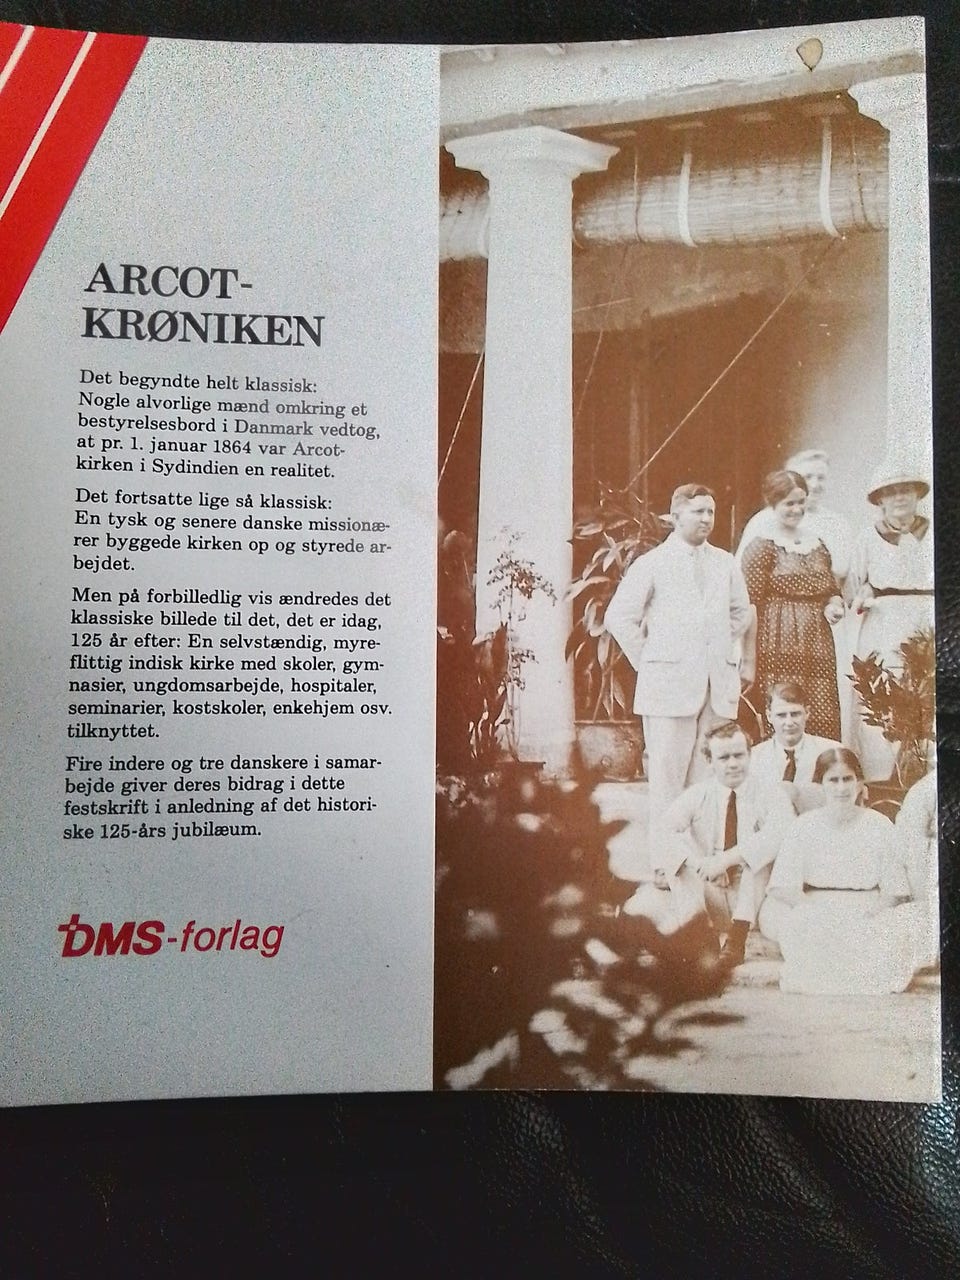 ARCOT-
KRØNIKEN
Det begyndte helt klassisk:
Nogle alvorlige mænd omkring et
bestyrelsesbord i Danmark vedtog,
at pr. 1. januar 1864 var Arcot-
kirken i Sydindien en realitet.
Det fortsatte lige så klassisk:
En tysk og senere danske missionæ-
rer byggede kirken op og styrede ar-
bejdet.
Men på forbilledlig vis ændredes det
klassiske billede til det, det er idag,
125 år efter: En selvstændig, myre-
flittig indisk kirke med skoler, gym-
nasier, ungdomsarbejde, hospitaler,
seminarier, kostskoler, enkehjem osv.
tilknyttet.
Fire indere og tre danskere i samar-
bejde giver deres bidrag i dette
festskrift i anledning af det histori-
ske 125-års jubilæum.
DMS-forlag